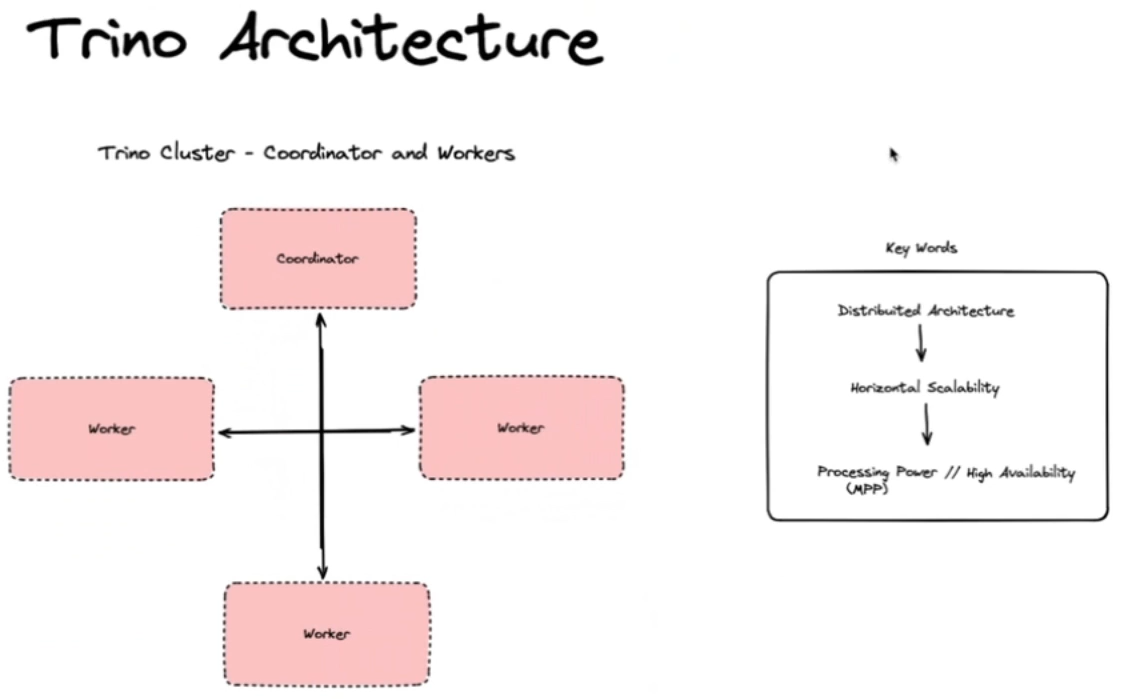 Trino Architecture
Trino Cluster - Coordinator and Workers
Coordinator
Worker
Worker
Worker
Key Words
Distribuited Architecture
Horizontal Scalability
Processing Power // High Availability
(MPP)